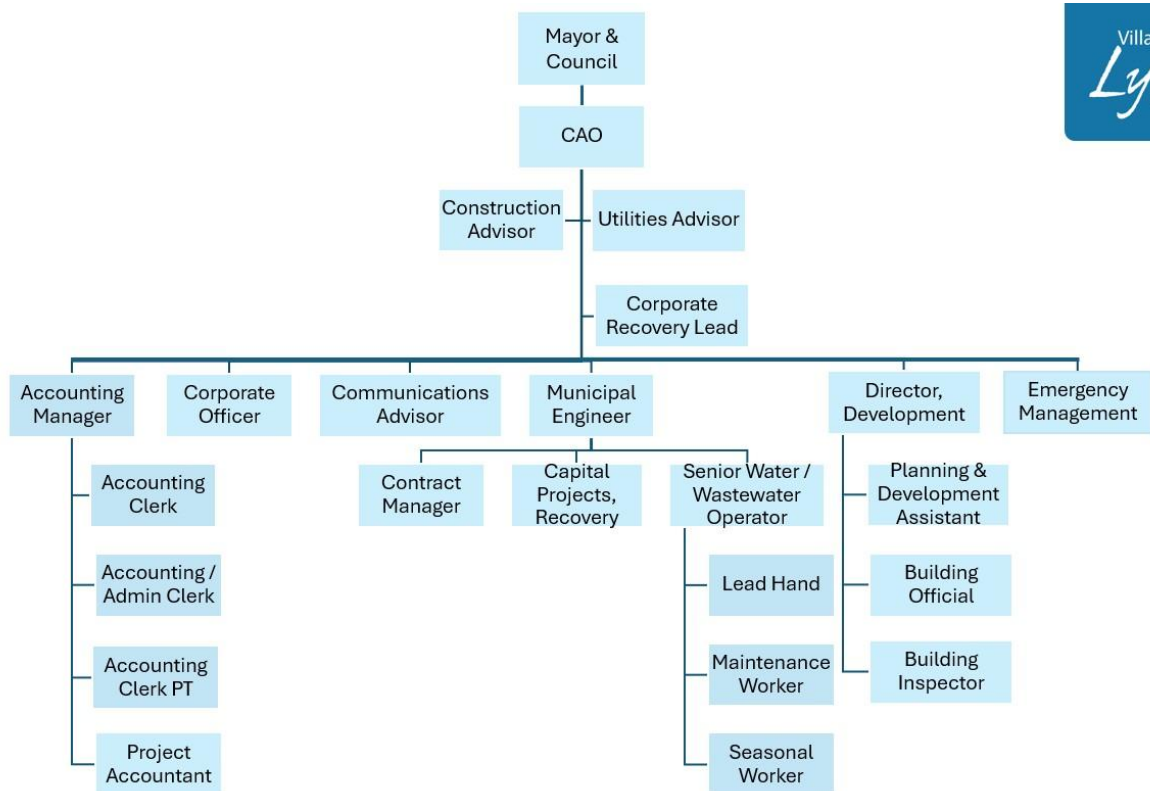 Mayor &
Council
CAO
Construction
Advisor
Utilities Advisor
Corporate
Recovery Lead
Accounting
Manager
Corporate
Officer
Communications
Advisor
Municipal
Engineer
Director,
Development
Emergency
Management
Accounting
Clerk
Accounting /
Admin Clerk
Accounting
Clerk PT
Project
Accountant
Contract
Manager
Capital
Projects,
Recovery
Senior Water /
Wastewater
Operator
Lead Hand
Maintenance
Worker
Seasonal
Worker
Planning &
Development
Assistant
Building
Official
Building
Inspector